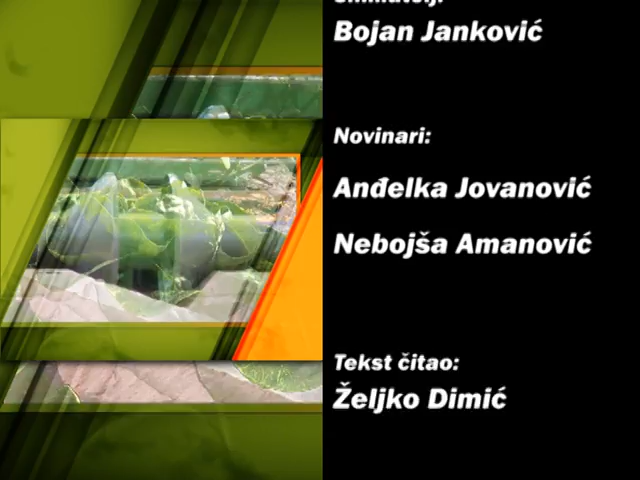 Bojan Janković
Novinari:
Anđelka Jovanović
Nebojša Amanović
Tekst čitao:
Željko Dimić